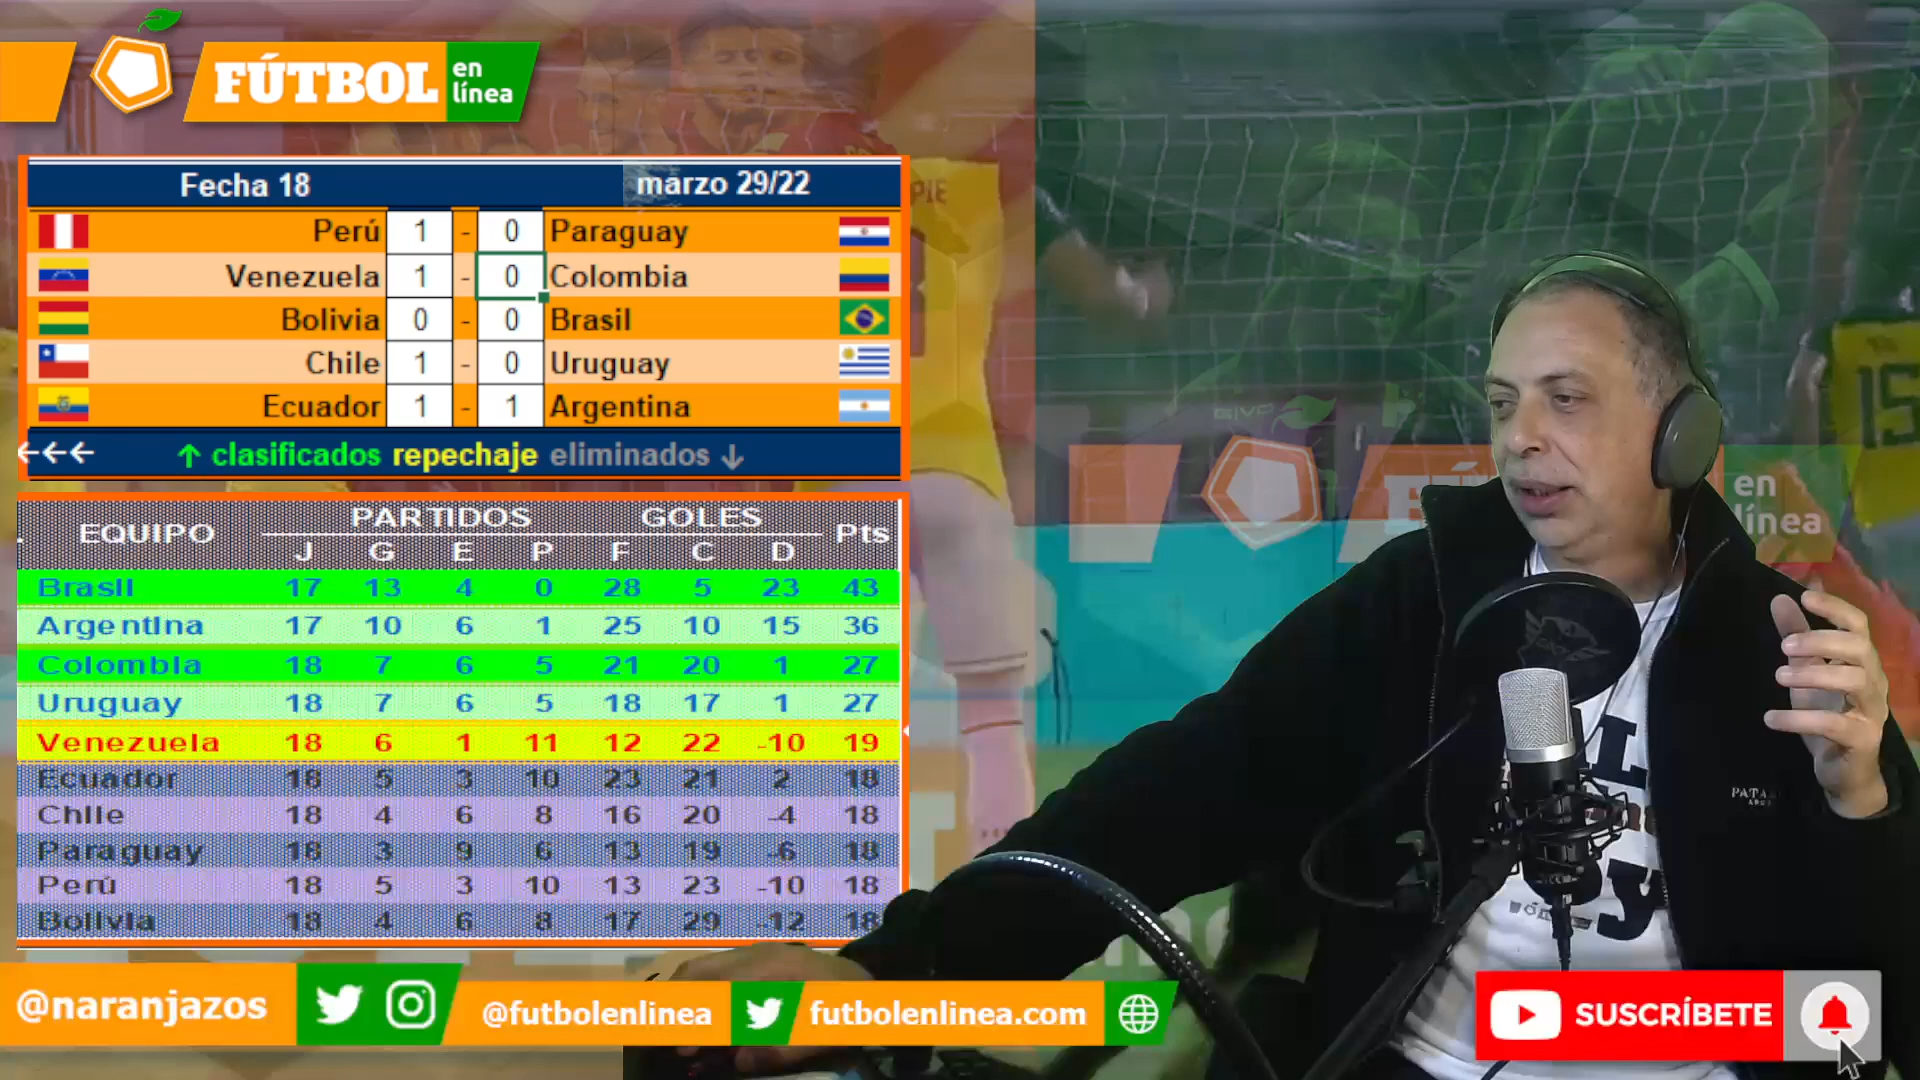 FÚTBOL en línea
Fecha 18 marzo 29/22
Perú 1 - 0 Paraguay
Venezuela 1 - 0 Colombia
Bolivia 0 - 0 Brasil
Chile 1 - 0 Uruguay
Ecuador 1 - 1 Argentina
←←← ↑ clasificados repechaje eliminados ↓
EQUIPO PARTIDOS GOLES Pts
J G E P F C D
Brasil 17 13 4 0 28 5 23 43
Argentina 17 10 6 1 25 10 15 36
Colombia 18 7 6 5 21 20 1 27
Uruguay 18 7 6 5 18 17 1 27
Venezuela 18 6 1 11 12 22 -10 19
Ecuador 18 5 3 10 23 21 2 18
Chile 18 4 6 8 16 20 -4 18
Paraguay 18 3 9 6 13 19 -6 18
Perú 18 5 3 10 13 23 -10 18
Bolivia 18 4 6 8 17 29 -12 18
en línea
@naranjazos
@futbolenlinea
futbolenlinea.com
SUSCRÍBETE